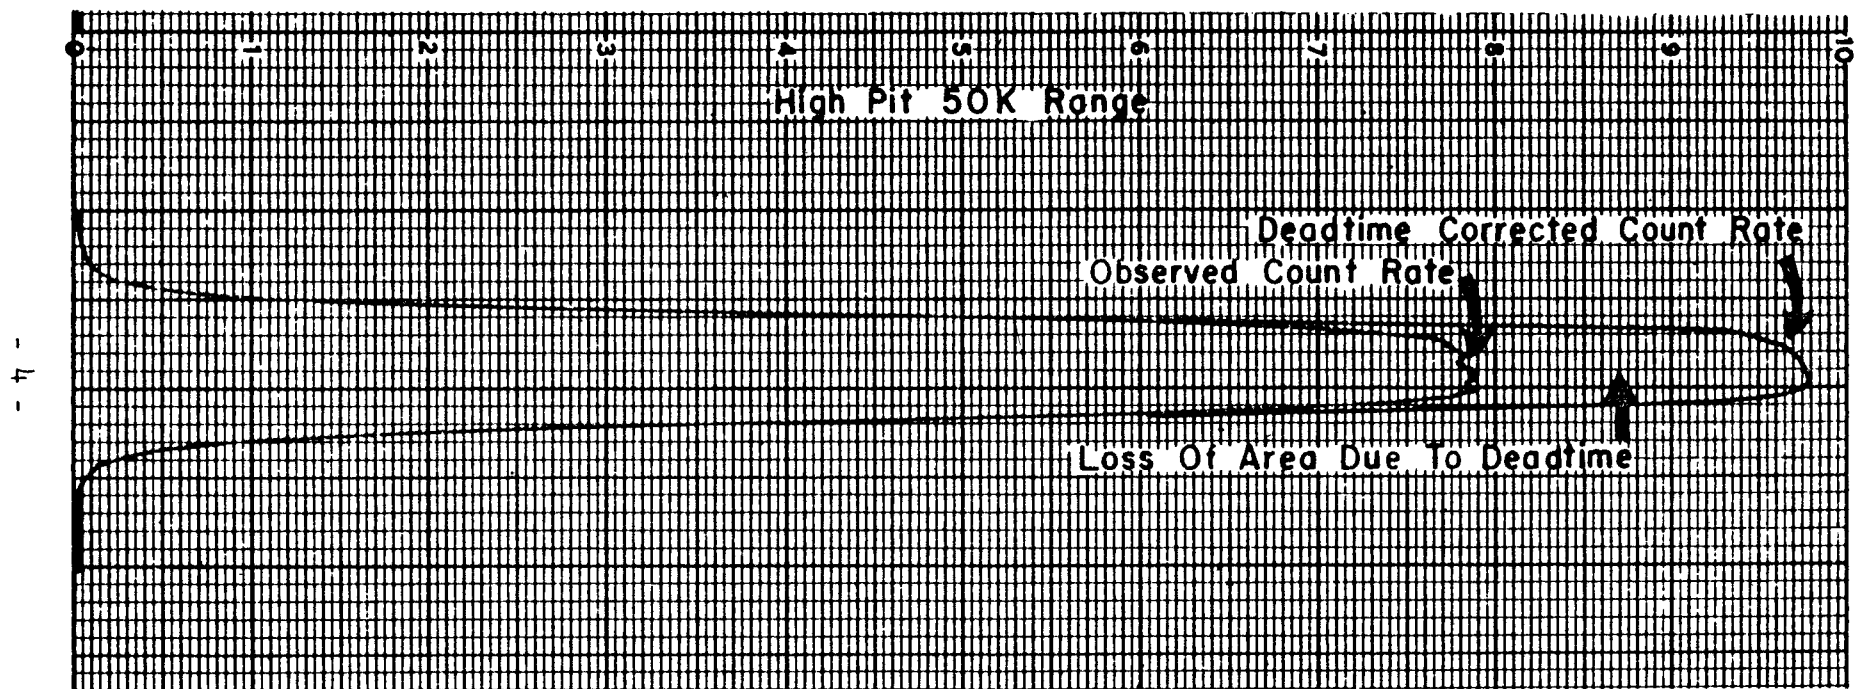 0 1 2 3 4 5 6 7 8 9 10
High Pit 50K Range
Deadtime Corrected Count Rate
Observed Count Rate
Loss Of Area Due To Deadtime
- 4 -